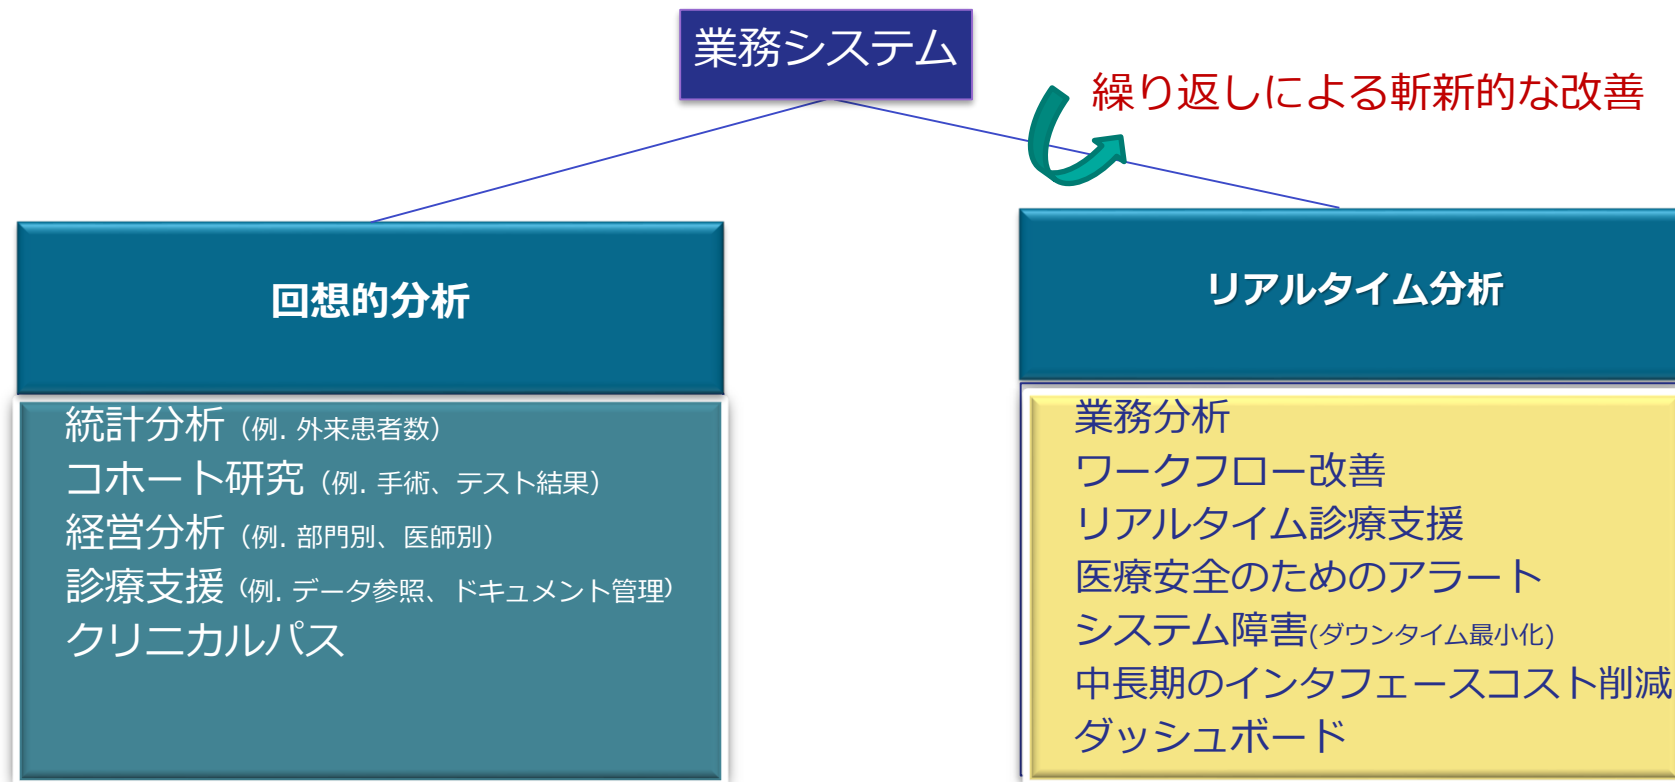 業務システム
繰り返しによる斬新的な改善
回想的分析
統計分析（例. 外来患者数）
コホート研究（例. 手術、テスト結果）
経営分析（例. 部門別、医師別）
診療支援（例. データ参照、ドキュメント管理）
クリニカルパス
リアルタイム分析
業務分析
ワークフロー改善
リアルタイム診療支援
医療安全のためのアラート
システム障害(ダウンタイム最小化)
中長期のインタフェースコスト削減
ダッシュボード